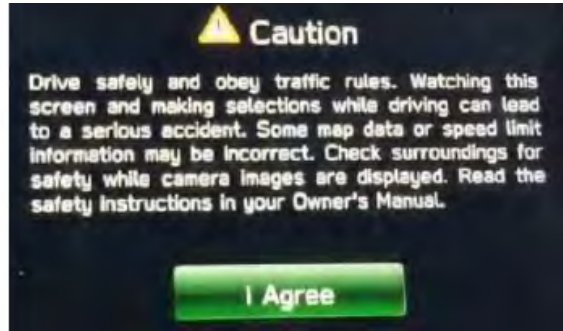 Caution
Drive safely and obey traffic rules. Watching this
screen and making selections while driving can lead
to a serious accident. Some map data or speed limit
information may be incorrect. Check surroundings for
safety while camera images are displayed. Read the
safety instructions in your Owner's Manual.
I Agree